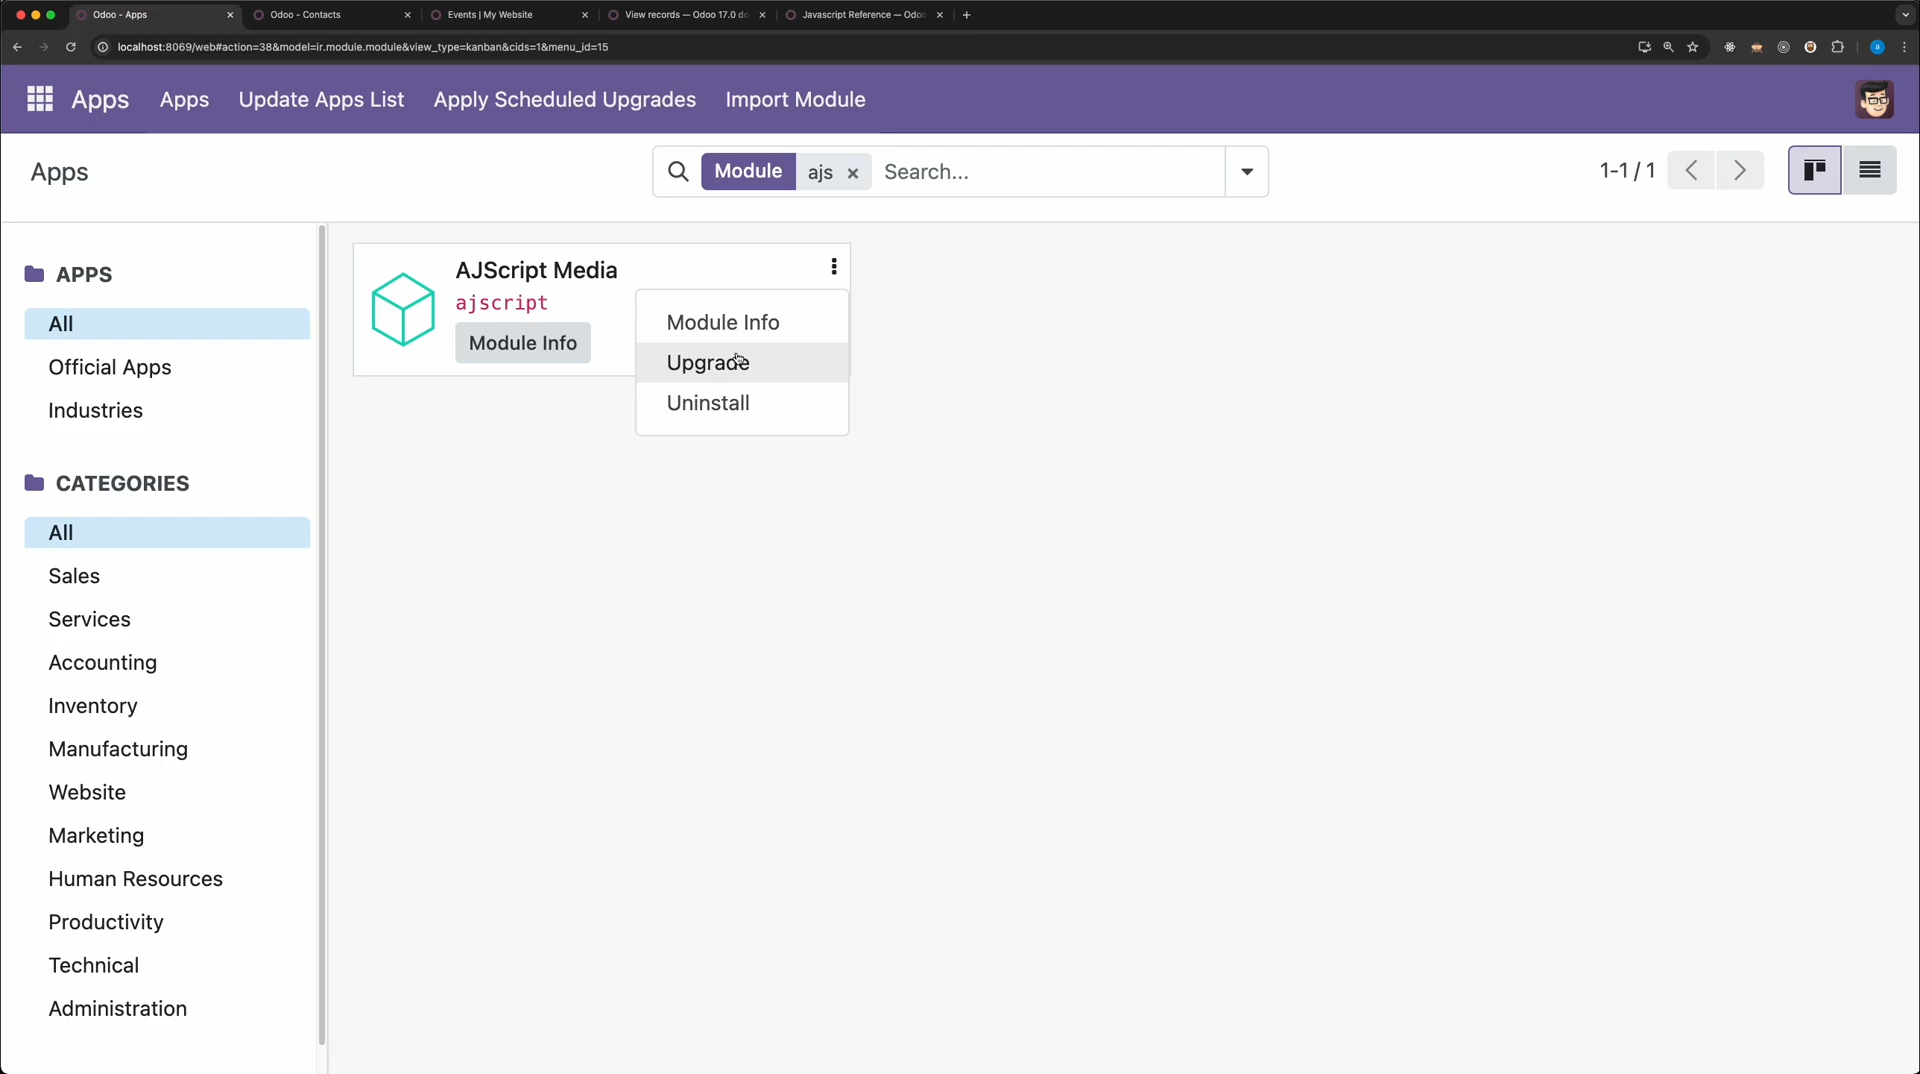 Odoo - Apps
Odoo - Contacts
Events | My Website
View records — Odoo 17.0 do
Javascript Reference — Odoo
localhost:8069/web#action=38&model=ir.module.module&view_type=kanban&cids=1&menu_id=15
a
Apps
Apps
Update Apps List
Apply Scheduled Upgrades
Import Module
Apps
Module
ajs
Search...
1-1 / 1
APPS
All
Official Apps
Industries
CATEGORIES
All
Sales
Services
Accounting
Inventory
Manufacturing
Website
Marketing
Human Resources
Productivity
Technical
Administration
AJScript Media
ajscript
Module Info
Module Info
Upgrade
Uninstall